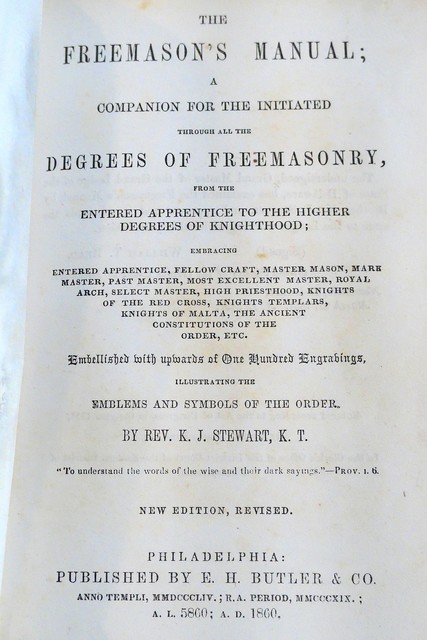 THE
FREEMASON'S MANUAL;
A
COMPANION FOR THE INITIATED
THROUGH ALL THE
DEGREES OF FREEMASONRY,
FROM THE
ENTERED APPRENTICE TO THE HIGHER
DEGREES OF KNIGHTHOOD;
EMBRACING
ENTERED APPRENTICE, FELLOW CRAFT, MASTER MASON, MARK
MASTER, PAST MASTER, MOST EXCELLENT MASTER, ROYAL
ARCH, SELECT MASTER, HIGH PRIESTHOOD, KNIGHTS
OF THE RED CROSS, KNIGHTS TEMPLARS,
KNIGHTS OF MALTA, THE ANCIENT
CONSTITUTIONS OF THE
ORDER, ETC.
Embellished with upwards of One Hundred Engravings,
ILLUSTRATING THE
EMBLEMS AND SYMBOLS OF THE ORDER.
BY REV. K. J. STEWART, K. T.
"To understand the words of the wise and their dark sayings."—PROV. I. 6.
NEW EDITION, REVISED.
PHILADELPHIA:
PUBLISHED BY E. H. BUTLER & CO.
ANNO TEMPLI, MMDCCCLIV.; R.A. PERIOD, MMCCCXIX.;
A. L. 5860; A. D. 1860.